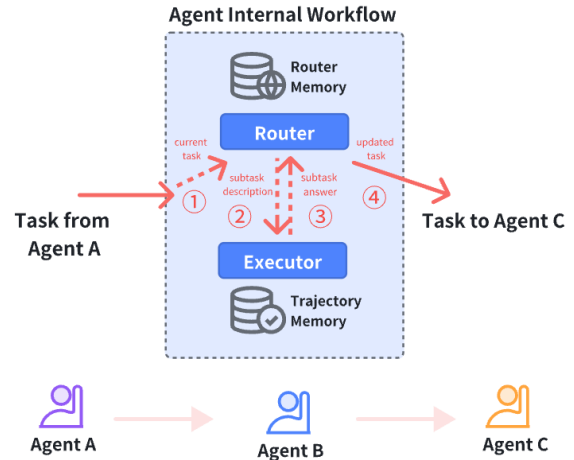 Agent Internal Workflow
Router
Memory
Router
current
task
updated
task
subtask
description
subtask
answer
①
②
③
④
Task from
Agent A
Task to Agent C
Executor
Trajectory
Memory
Agent A
Agent B
Agent C